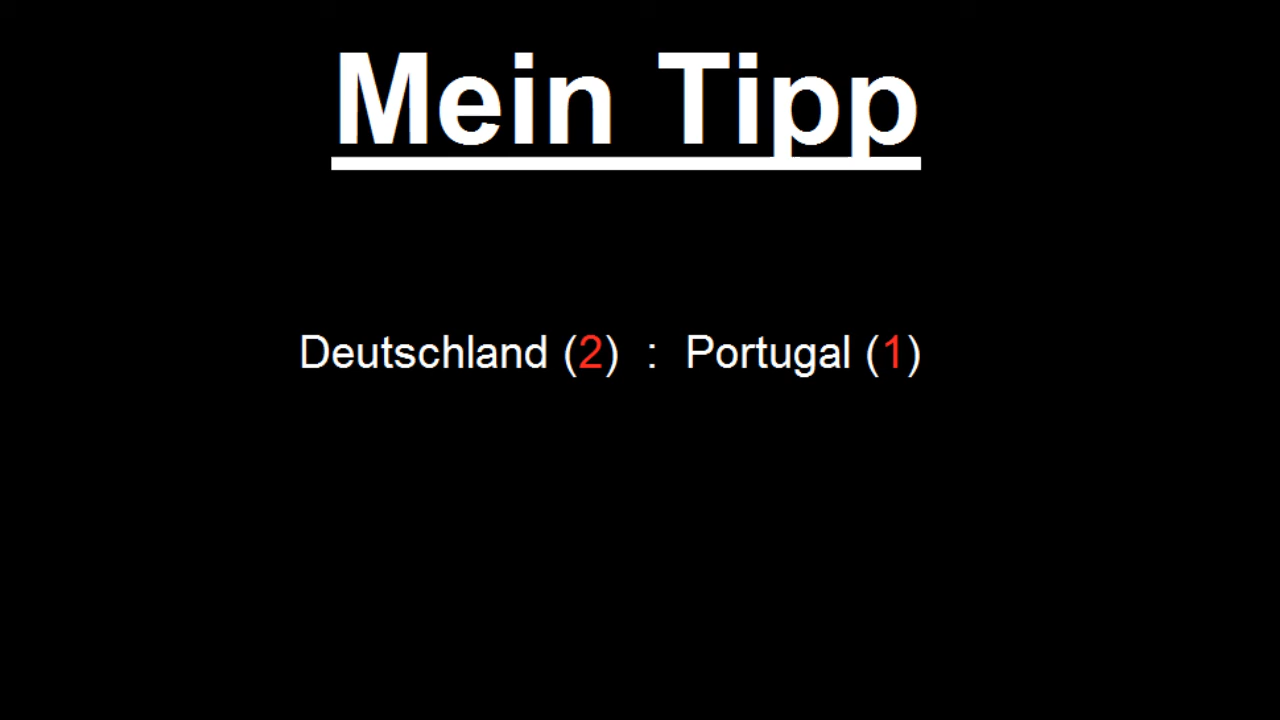 Mein Tipp
Deutschland (2) : Portugal (1)